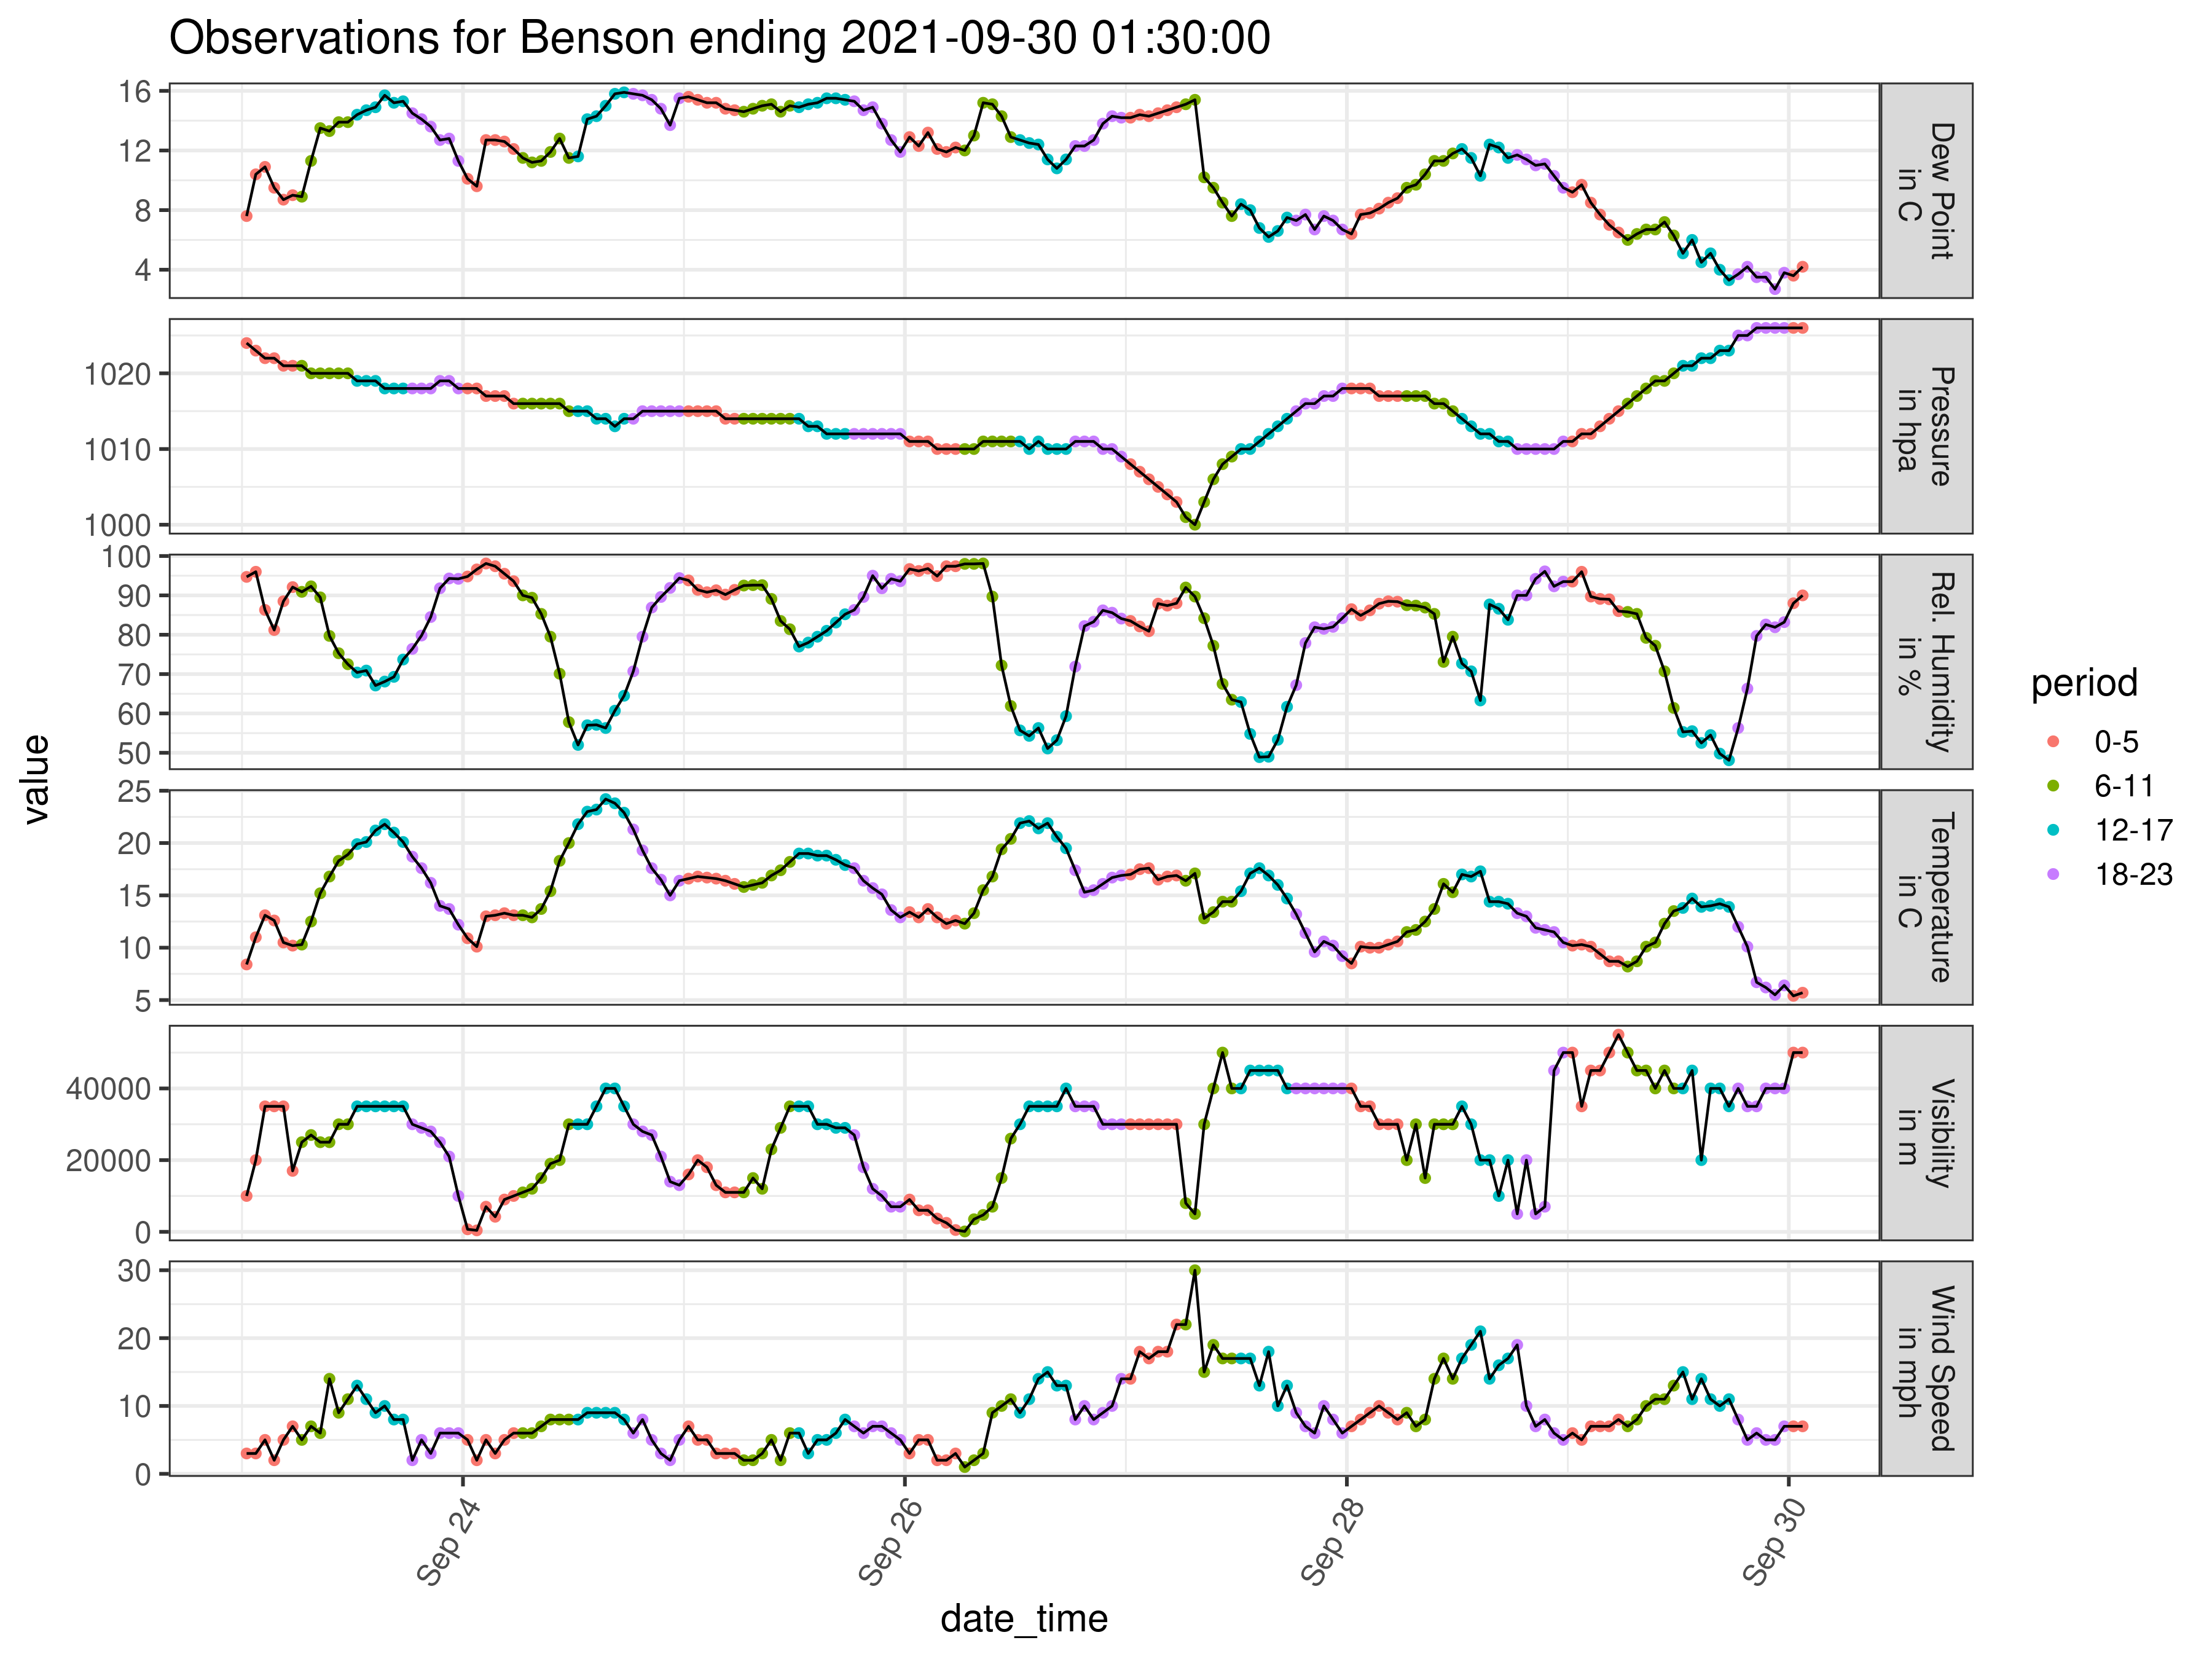 Observations for Benson ending 2021-09-30 01:30:00
value
16
12
8
4
Dew Point
in C
1020
1010
1000
Pressure
in hpa
100
90
80
70
60
50
Rel. Humidity
in %
25
20
15
10
5
Temperature
in C
40000
20000
0
Visibility
in m
30
20
10
0
Wind Speed
in mph
Sep 24
Sep 26
Sep 28
Sep 30
date_time
period
0-5
6-11
12-17
18-23